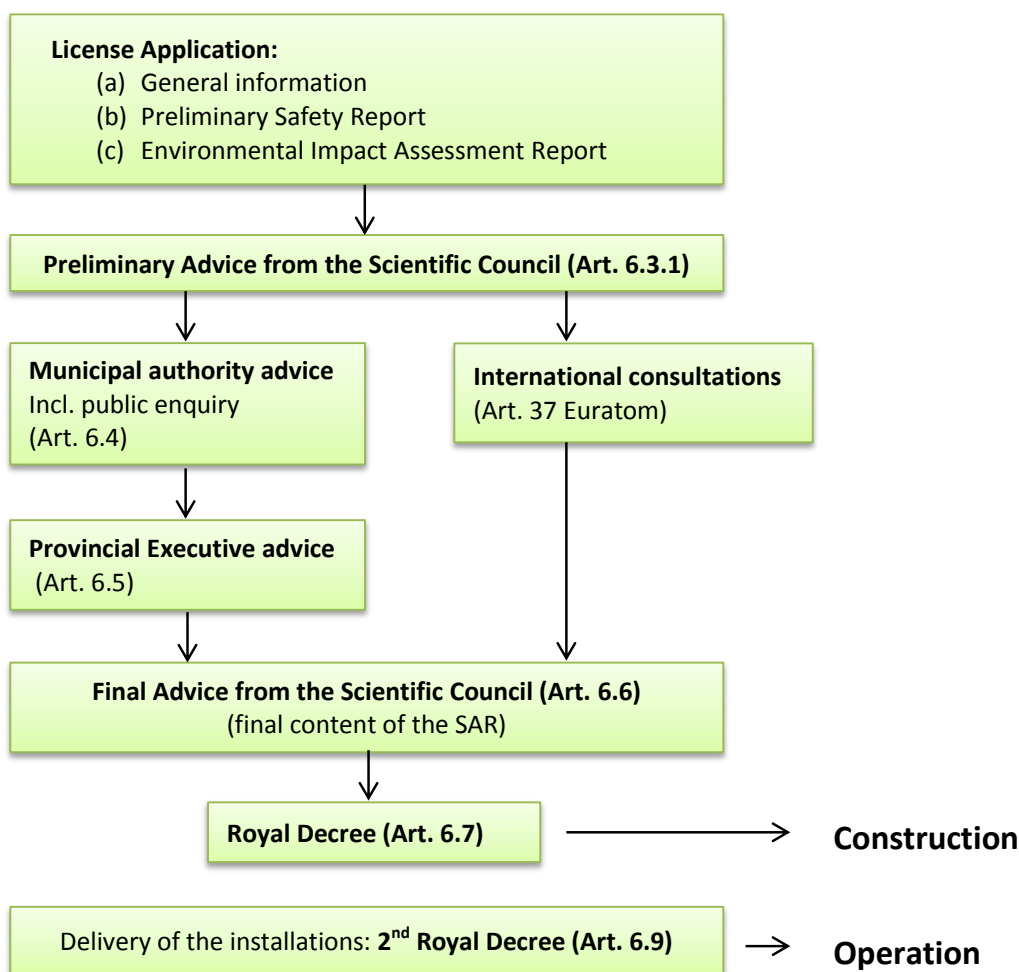 License Application:
(a) General information
(b) Preliminary Safety Report
(c) Environmental Impact Assessment Report
Preliminary Advice from the Scientific Council (Art. 6.3.1)
Municipal authority advice
Incl. public enquiry
(Art. 6.4)
International consultations
(Art. 37 Euratom)
Provincial Executive advice
(Art. 6.5)
Final Advice from the Scientific Council (Art. 6.6)
(final content of the SAR)
Royal Decree (Art. 6.7)
Construction
Delivery of the installations: 2nd Royal Decree (Art. 6.9)
Operation